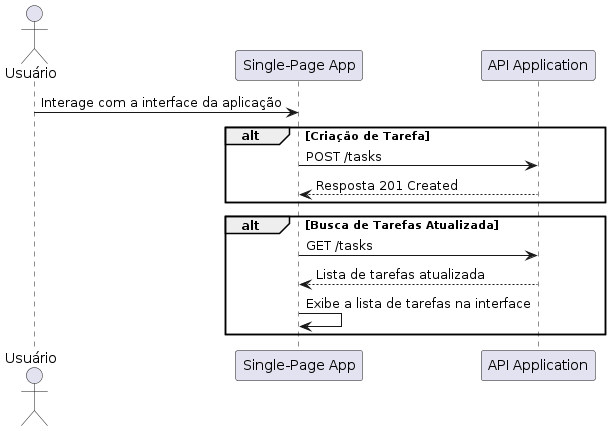 Usuário
Single-Page App
API Application
Interage com a interface da aplicação
alt [Criação de Tarefa]
POST /tasks
Resposta 201 Created
alt [Busca de Tarefas Atualizada]
GET /tasks
Lista de tarefas atualizada
Exibe a lista de tarefas na interface
Usuário
Single-Page App
API Application